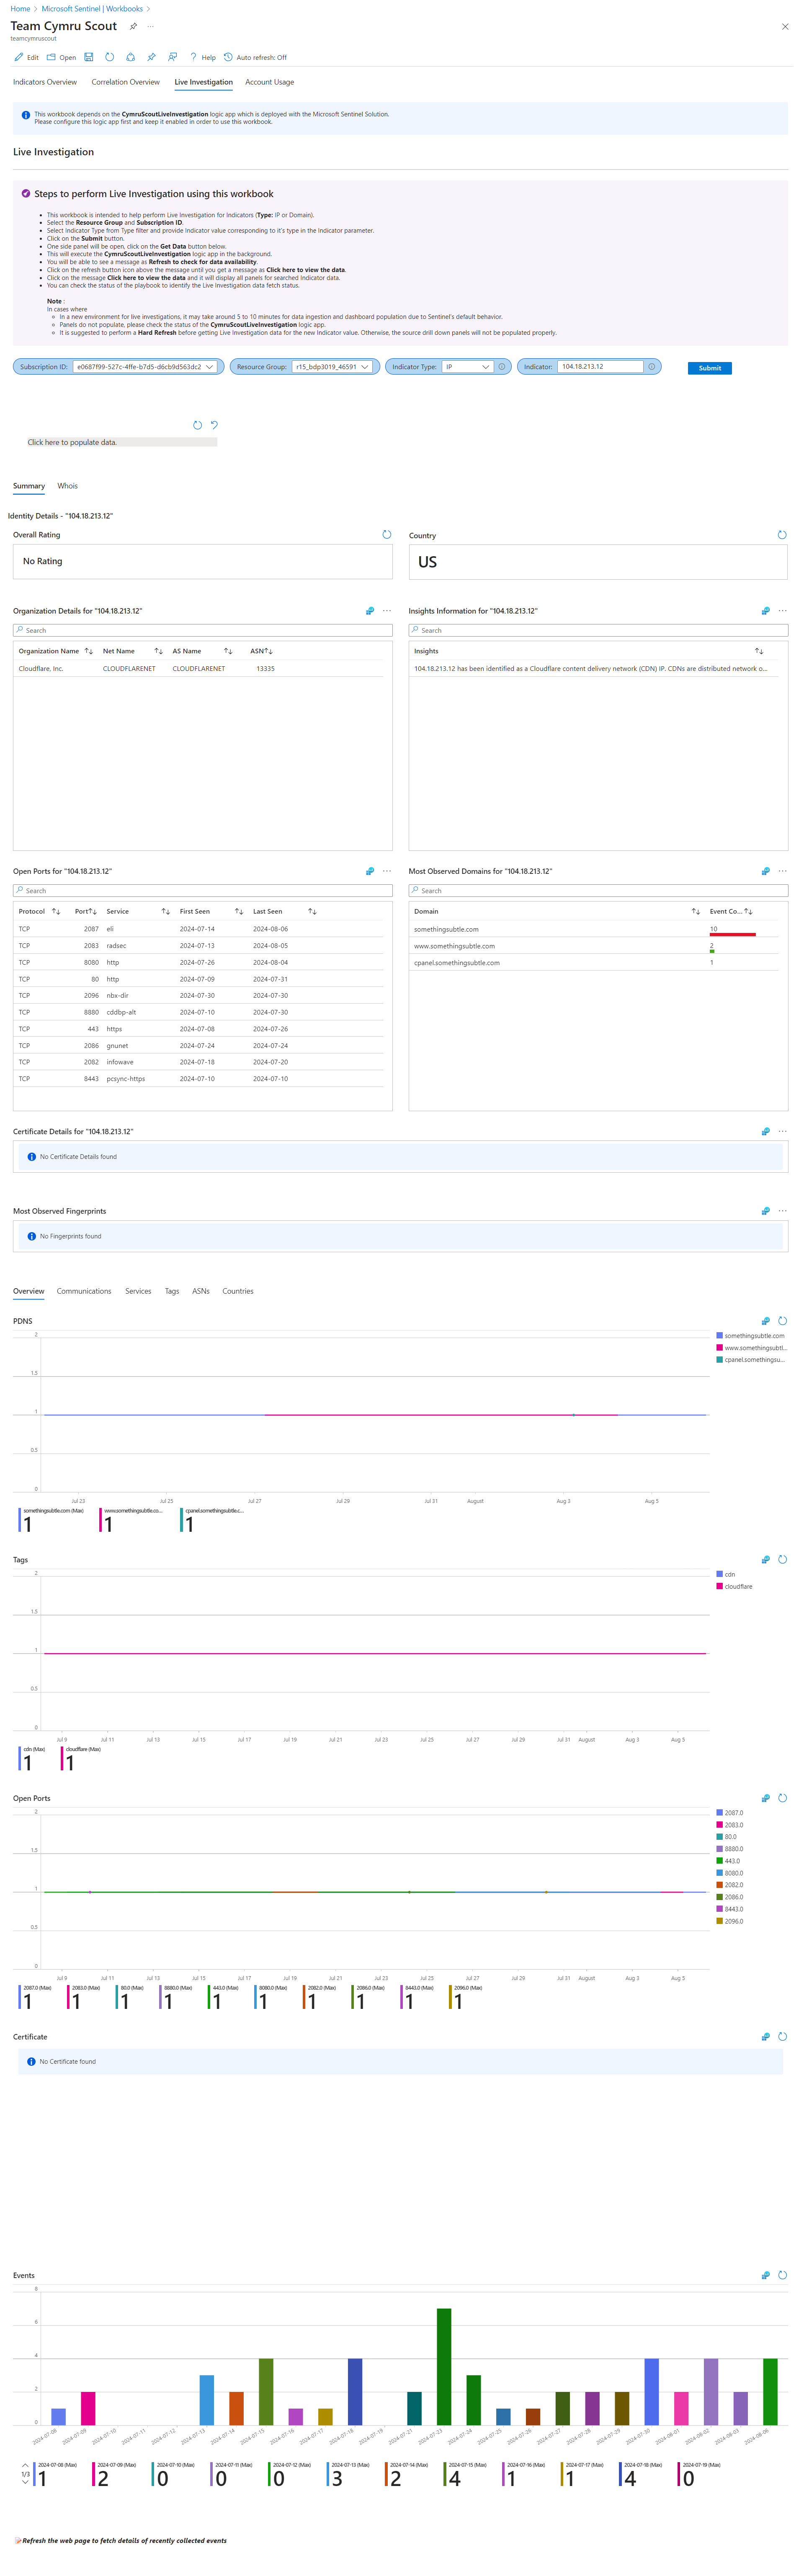 Home > Microsoft Sentinel | Workbooks >
Team Cymru Scout
teamcymruscout
Edit Open Help Auto refresh: Off
Indicators Overview Correlation Overview Live Investigation Account Usage
This workbook depends on the CymruScoutLiveInvestigation logic app which is deployed with the Microsoft Sentinel Solution.
Please configure this logic app first and keep it enabled in order to use this workbook.
Live Investigation
Steps to perform Live Investigation using this workbook
• This workbook is intended to help perform Live Investigation for Indicators (Type: IP or Domain).
• Select the Resource Group and Subscription ID.
• Select Indicator Type from Type filter and provide Indicator value corresponding to it's type in the Indicator parameter.
• Click on the Submit button.
• One side panel will be open, click on the Get Data button below.
• This will execute the CymruScoutLiveInvestigation logic app in the background.
• You will be able to see a message as Refresh to check for data availability.
• Click on the refresh button icon above the message until you get a message as Click here to view the data.
• Click on the message Click here to view the data and it will display all panels for searched Indicator data.
• You can check the status of the playbook to identify the Live Investigation data fetch status.
Note :
In cases where
In a new environment for live investigations, it may take around 5 to 10 minutes for data ingestion and dashboard population due to Sentinel's default behavior.
Panels do not populate, please check the status of the CymruScoutLiveInvestigation logic app.
It is suggested to perform a Hard Refresh before getting Live Investigation data for the new Indicator value. Otherwise, the source drill down panels will not be populated properly.
Subscription ID: e0687f99-527c-4ffe-b7d5-d6cb9d563dc2 Resource Group: r15_bdp3019_46591 Indicator Type: IP Indicator: 104.18.213.12 Submit
Click here to populate data.
Summary Whois
Identity Details - "104.18.213.12"
Overall Rating Country
No Rating US
Organization Details for "104.18.213.12" Insights Information for "104.18.213.12"
Search Search
Organization Name Net Name AS Name ASN Insights
Cloudflare, Inc. CLOUDFLARENET CLOUDFLARENET 13335 104.18.213.12 has been identified as a Cloudflare content delivery network (CDN) IP. CDNs are distributed network o...
Open Ports for "104.18.213.12" Most Observed Domains for "104.18.213.12"
Search Search
Protocol Port Service First Seen Last Seen Domain Event Co...
TCP 2087 eli 2024-07-14 2024-08-06 somethingsubtle.com 10
TCP 2083 radsec 2024-07-13 2024-08-05 www.somethingsubtle.com 2
TCP 8080 http 2024-07-26 2024-08-04 cpanel.somethingsubtle.com 1
TCP 80 http 2024-07-09 2024-07-31
TCP 2096 nbx-dir 2024-07-30 2024-07-30
TCP 8880 cddbp-alt 2024-07-10 2024-07-30
TCP 443 https 2024-07-08 2024-07-26
TCP 2086 gnunet 2024-07-24 2024-07-24
TCP 2082 infowave 2024-07-18 2024-07-20
TCP 8443 pcsync-https 2024-07-10 2024-07-10
Certificate Details for "104.18.213.12"
No Certificate Details found
Most Observed Fingerprints
No Fingerprints found
Overview Communications Services Tags ASNs Countries
PDNS
2
1.5
1
0.5
0
somethingsubtle.com
www.somethingsubtl...
cpanel.somethingsu...
Jul 23 Jul 25 Jul 27 Jul 29 Jul 31 August Aug 3 Aug 5
somethingsubtle.com (Max) www.somethingsubtle.co... cpanel.somethingsubtle.c...
1 1 1
Tags
2
1.5
1
0.5
0
cdn
cloudflare
Jul 9 Jul 11 Jul 13 Jul 15 Jul 17 Jul 19 Jul 21 Jul 23 Jul 25 Jul 27 Jul 29 Jul 31 August Aug 3 Aug 5
cdn (Max) cloudflare (Max)
1 1
Open Ports
2
1.5
1
0.5
0
2087.0
2083.0
80.0
8880.0
443.0
8080.0
2082.0
2086.0
8443.0
2096.0
Jul 9 Jul 11 Jul 13 Jul 15 Jul 17 Jul 19 Jul 21 Jul 23 Jul 25 Jul 27 Jul 29 Jul 31 August Aug 3 Aug 5
2087.0 (Max) 2083.0 (Max) 80.0 (Max) 8880.0 (Max) 443.0 (Max) 8080.0 (Max) 2082.0 (Max) 2086.0 (Max) 8443.0 (Max) 2096.0 (Max)
1 1 1 1 1 1 1 1 1 1
Certificate
No Certificate found
Events
8
6
4
2
0
2024-07-08 2024-07-09 2024-07-10 2024-07-11 2024-07-12 2024-07-13 2024-07-14 2024-07-15 2024-07-16 2024-07-17 2024-07-18 2024-07-19 2024-07-21 2024-07-23 2024-07-24 2024-07-25 2024-07-26 2024-07-27 2024-07-28 2024-07-29 2024-07-30 2024-08-01 2024-08-02 2024-08-05 2024-08-06
1/3
2024-07-08 (Max) 2024-07-09 (Max) 2024-07-10 (Max) 2024-07-11 (Max) 2024-07-12 (Max) 2024-07-13 (Max) 2024-07-14 (Max) 2024-07-15 (Max) 2024-07-16 (Max) 2024-07-17 (Max) 2024-07-18 (Max) 2024-07-19 (Max)
1 2 0 0 0 3 2 4 1 1 4 0
Refresh the web page to fetch details of recently collected events